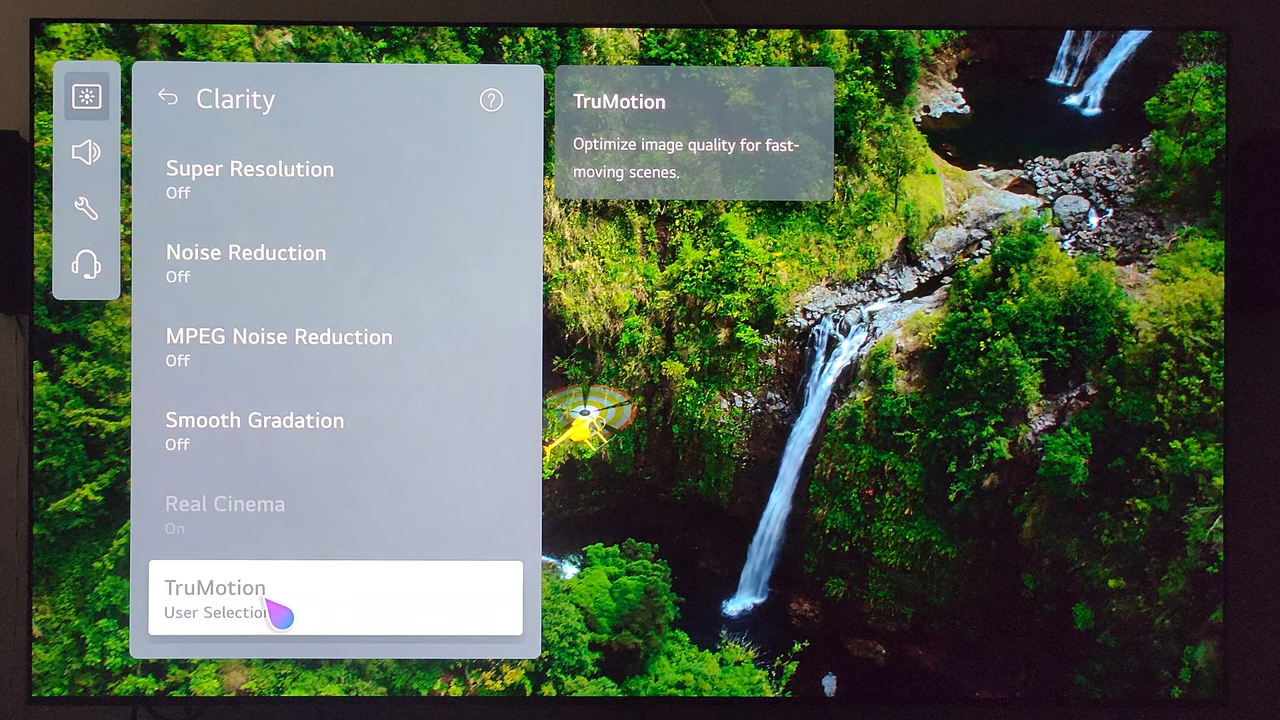 Clarity
Super Resolution
Off
Noise Reduction
Off
MPEG Noise Reduction
Off
Smooth Gradation
Off
Real Cinema
On
TruMotion
User Selection
TruMotion
Optimize image quality for fast-
moving scenes.